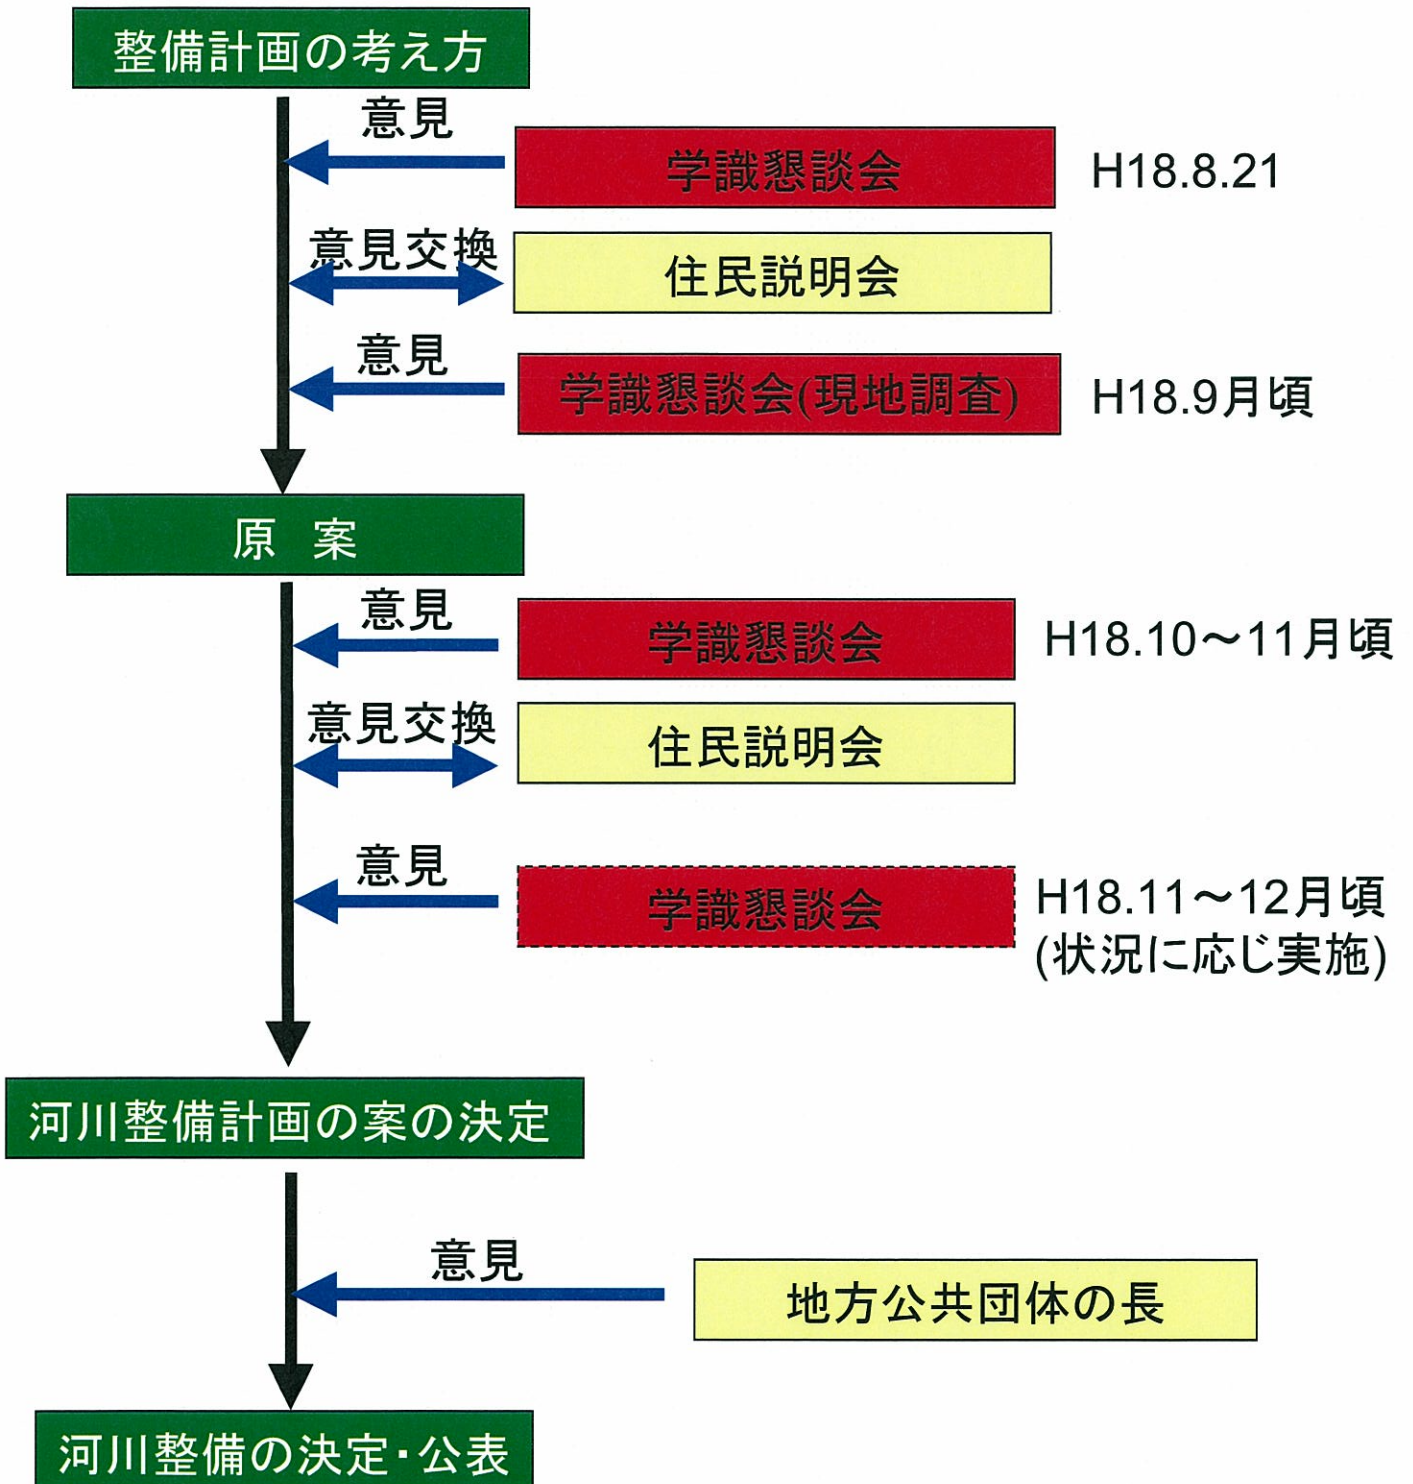 整備計画の考え方
意見
学識懇談会
H18.8.21
意見交換
住民説明会
意見
学識懇談会(現地調査)
H18.9月頃
原　案
意見
学識懇談会
H18.10～11月頃
意見交換
住民説明会
意見
学識懇談会
H18.11～12月頃
(状況に応じ実施)
河川整備計画の案の決定
意見
地方公共団体の長
河川整備の決定・公表